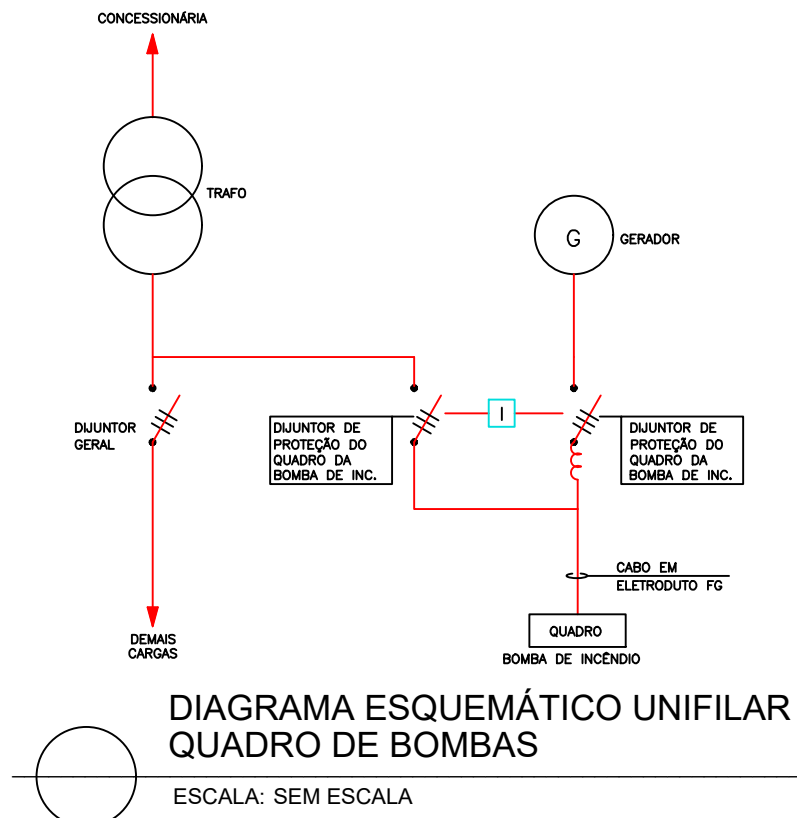 CONCESSIONÁRIA
TRAFO
G
GERADOR
DIJUNTOR
GERAL
DIJUNTOR DE
PROTEÇÃO DO
QUADRO DA
BOMBA DE INC.
I
DIJUNTOR DE
PROTEÇÃO DO
QUADRO DA
BOMBA DE INC.
CABO EM
ELETRODUTO FG
QUADRO
BOMBA DE INCÊNDIO
DEMAIS
CARGAS
DIAGRAMA ESQUEMÁTICO UNIFILAR
QUADRO DE BOMBAS
ESCALA: SEM ESCALA